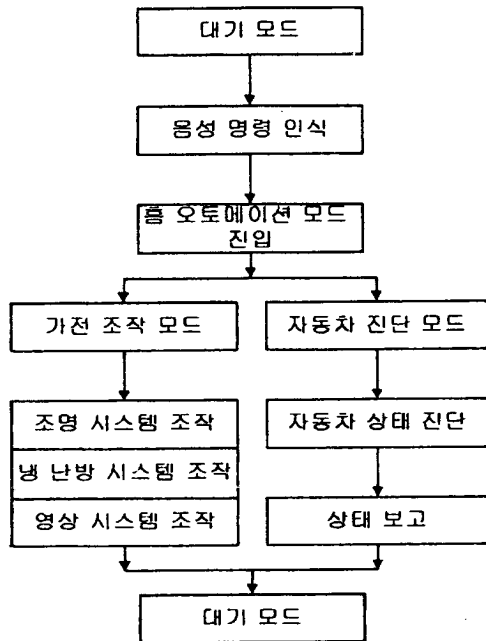 대기 모드
음성 명령 인식
홈 오토메이션 모드
진입
가전 조작 모드
자동차 진단 모드
조명 시스템 조작
냉 난방 시스템 조작
영상 시스템 조작
자동차 상태 진단
상태 보고
대기 모드